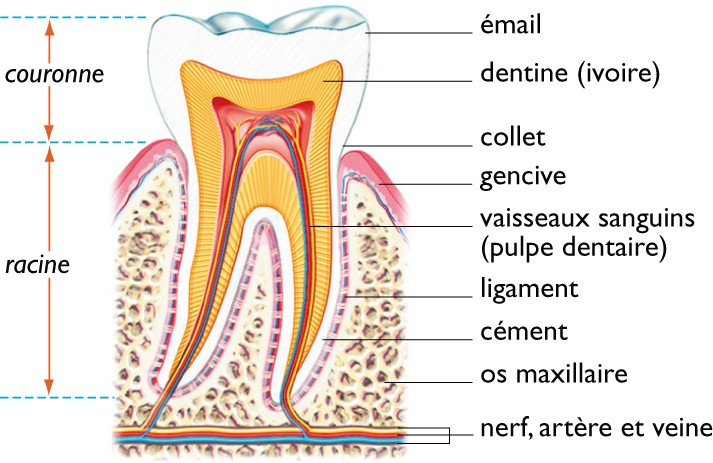 émail
couronne
dentine (ivoire)
collet
gencive
vaisseaux sanguins
(pulpe dentaire)
racine
ligament
cément
os maxillaire
nerf, artère et veine